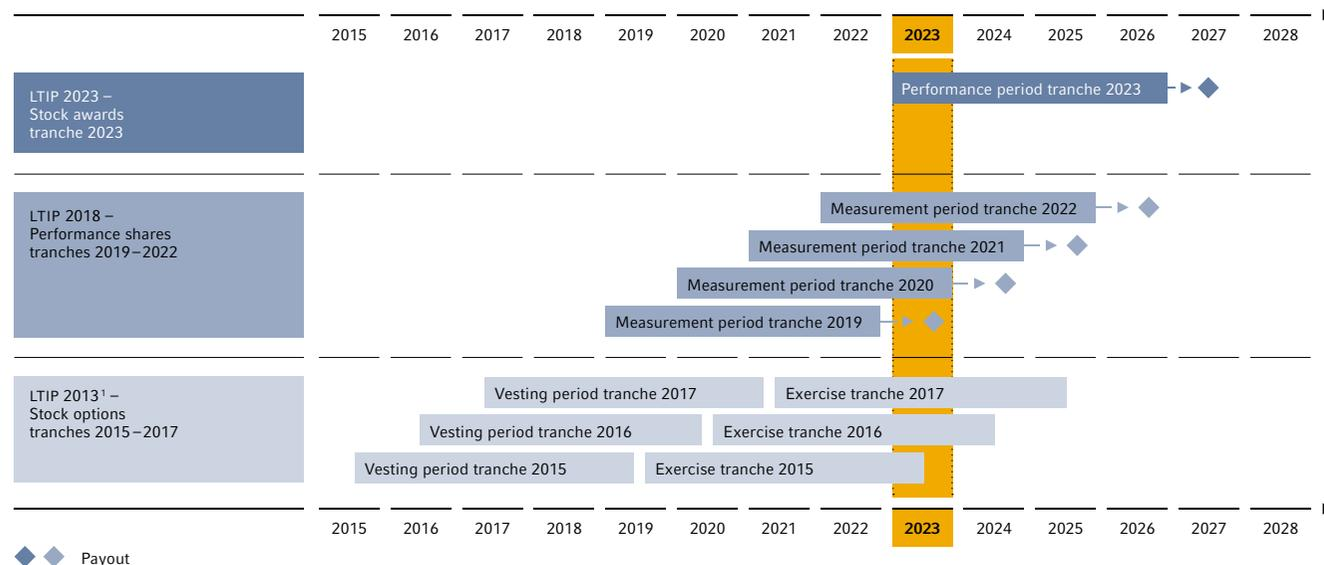 2015 2016 2017 2018 2019 2020 2021 2022 2023 2024 2025 2026 2027 2028
LTIP 2023 –
Stock awards
tranche 2023
Performance period tranche 2023
LTIP 2018 –
Performance shares
tranches 2019–2022
Measurement period tranche 2022
Measurement period tranche 2021
Measurement period tranche 2020
Measurement period tranche 2019
LTIP 2013¹ –
Stock options
tranches 2015–2017
Vesting period tranche 2017 Exercise tranche 2017
Vesting period tranche 2016 Exercise tranche 2016
Vesting period tranche 2015 Exercise tranche 2015
2015 2016 2017 2018 2019 2020 2021 2022 2023 2024 2025 2026 2027 2028
Payout